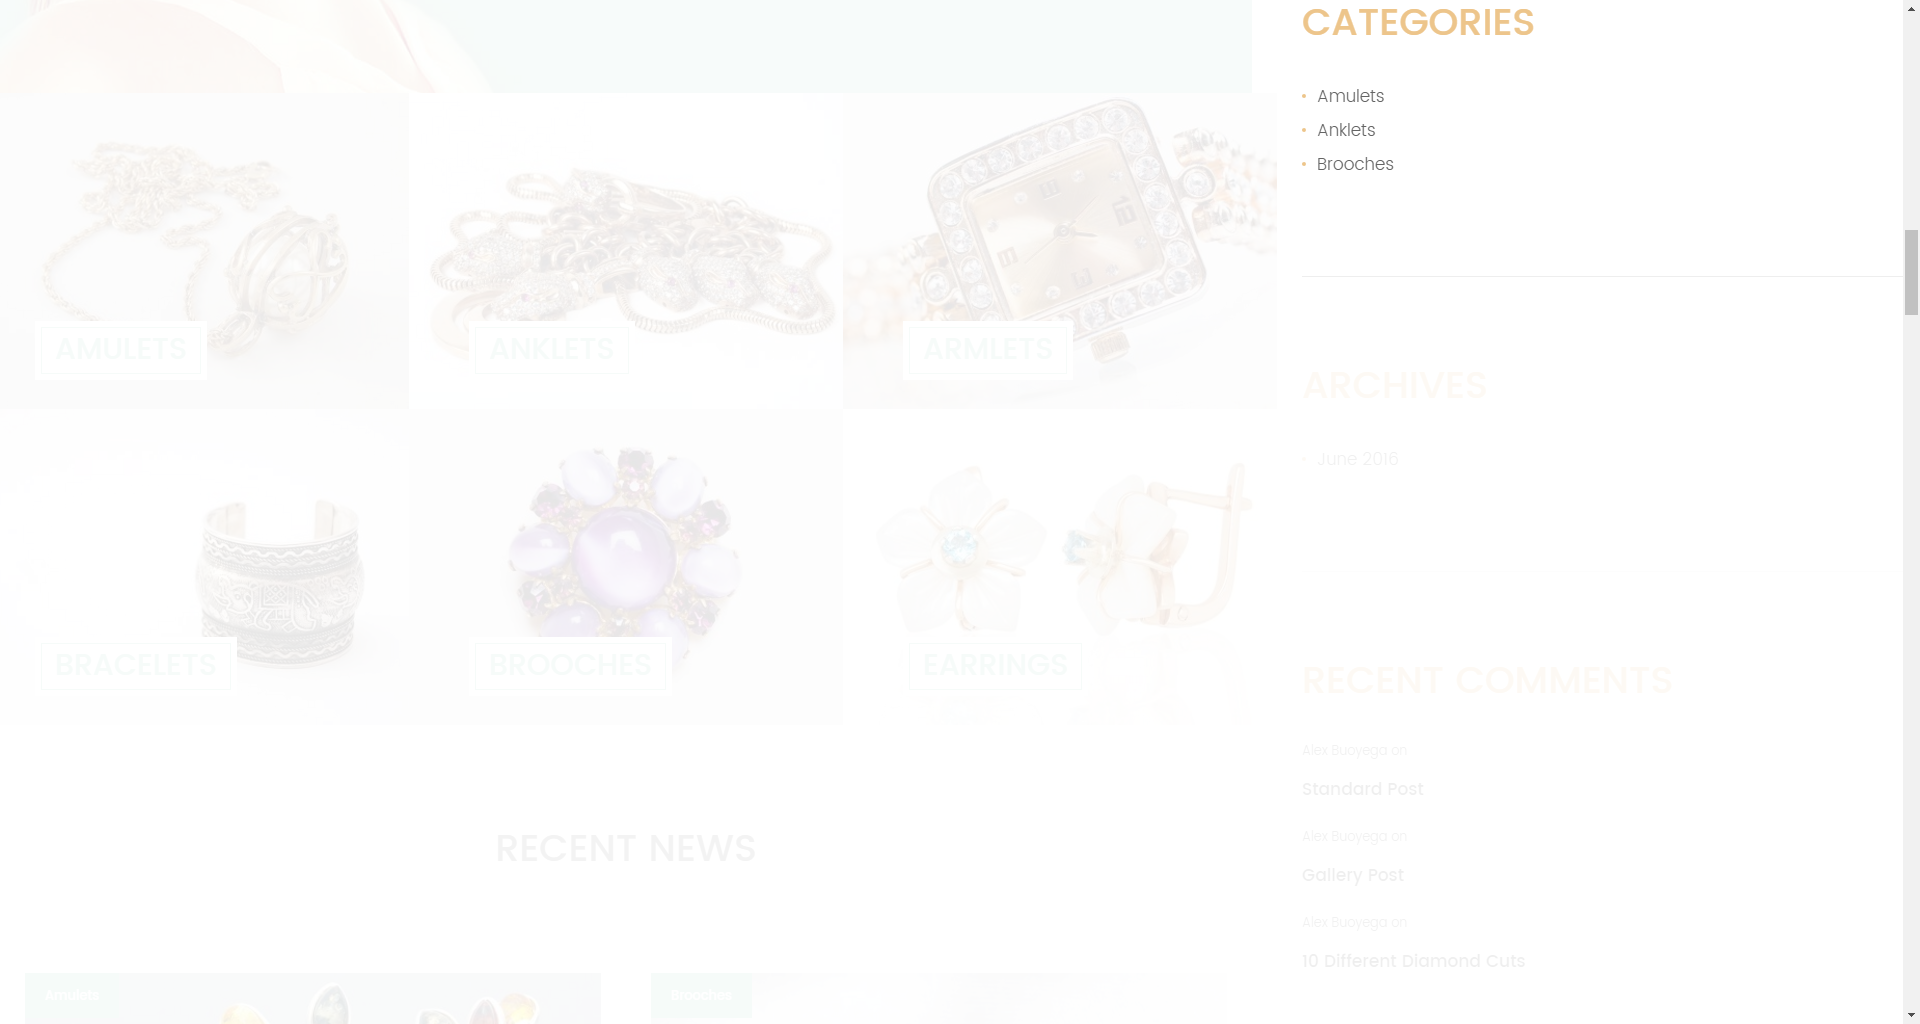 CATEGORIES
Amulets
Anklets
Brooches
AMULETS
ANKLETS
ARMLETS
ARCHIVES
June 2016
BRACELETS
BROOCHES
EARRINGS
RECENT COMMENTS
Alex Buoyega on
Standard Post
Alex Buoyega on
Gallery Post
Alex Buoyega on
10 Different Diamond Cuts
RECENT NEWS
Amulets
Brooches